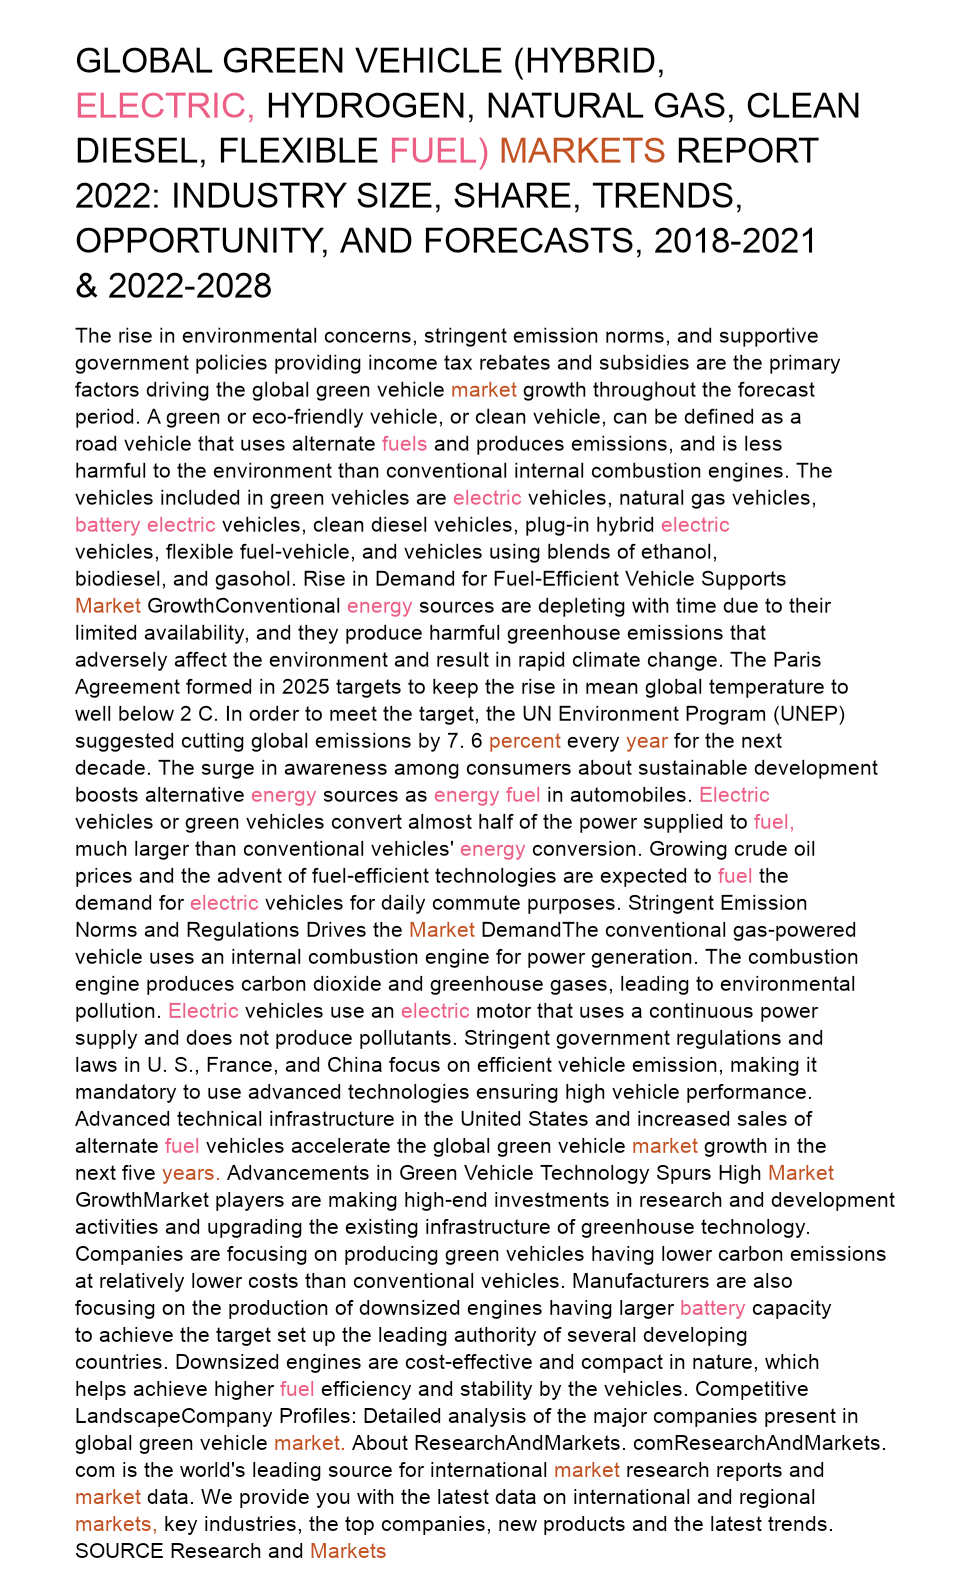 GLOBAL GREEN VEHICLE (HYBRID,
ELECTRIC, HYDROGEN, NATURAL GAS, CLEAN
DIESEL, FLEXIBLE FUEL) MARKETS REPORT
2022: INDUSTRY SIZE, SHARE, TRENDS,
OPPORTUNITY, AND FORECASTS, 2018-2021
& 2022-2028
The rise in environmental concerns, stringent emission norms, and supportive
government policies providing income tax rebates and subsidies are the primary
factors driving the global green vehicle market growth throughout the forecast
period. A green or eco-friendly vehicle, or clean vehicle, can be defined as a
road vehicle that uses alternate fuels and produces emissions, and is less
harmful to the environment than conventional internal combustion engines. The
vehicles included in green vehicles are electric vehicles, natural gas vehicles,
battery electric vehicles, clean diesel vehicles, plug-in hybrid electric
vehicles, flexible fuel-vehicle, and vehicles using blends of ethanol,
biodiesel, and gasohol. Rise in Demand for Fuel-Efficient Vehicle Supports
Market GrowthConventional energy sources are depleting with time due to their
limited availability, and they produce harmful greenhouse emissions that
adversely affect the environment and result in rapid climate change. The Paris
Agreement formed in 2025 targets to keep the rise in mean global temperature to
well below 2 C. In order to meet the target, the UN Environment Program (UNEP)
suggested cutting global emissions by 7. 6 percent every year for the next
decade. The surge in awareness among consumers about sustainable development
boosts alternative energy sources as energy fuel in automobiles. Electric
vehicles or green vehicles convert almost half of the power supplied to fuel,
much larger than conventional vehicles' energy conversion. Growing crude oil
prices and the advent of fuel-efficient technologies are expected to fuel the
demand for electric vehicles for daily commute purposes. Stringent Emission
Norms and Regulations Drives the Market DemandThe conventional gas-powered
vehicle uses an internal combustion engine for power generation. The combustion
engine produces carbon dioxide and greenhouse gases, leading to environmental
pollution. Electric vehicles use an electric motor that uses a continuous power
supply and does not produce pollutants. Stringent government regulations and
laws in U. S., France, and China focus on efficient vehicle emission, making it
mandatory to use advanced technologies ensuring high vehicle performance.
Advanced technical infrastructure in the United States and increased sales of
alternate fuel vehicles accelerate the global green vehicle market growth in the
next five years. Advancements in Green Vehicle Technology Spurs High Market
GrowthMarket players are making high-end investments in research and development
activities and upgrading the existing infrastructure of greenhouse technology.
Companies are focusing on producing green vehicles having lower carbon emissions
at relatively lower costs than conventional vehicles. Manufacturers are also
focusing on the production of downsized engines having larger battery capacity
to achieve the target set up the leading authority of several developing
countries. Downsized engines are cost-effective and compact in nature, which
helps achieve higher fuel efficiency and stability by the vehicles. Competitive
LandscapeCompany Profiles: Detailed analysis of the major companies present in
global green vehicle market. About ResearchAndMarkets. comResearchAndMarkets.
com is the world's leading source for international market research reports and
market data. We provide you with the latest data on international and regional
markets, key industries, the top companies, new products and the latest trends.
SOURCE Research and Markets